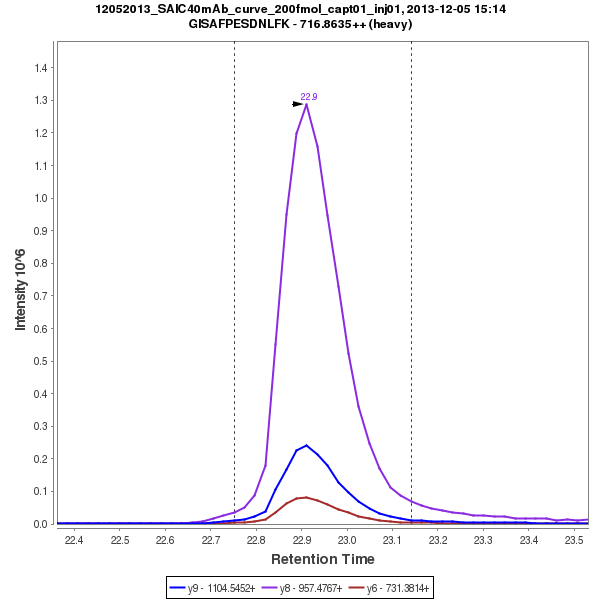 12052013_SAIC40mAb_curve_200fmol_capt01_inj01, 2013-12-05 15:14
GISAFPESDNLFK - 716.8635++ (heavy)
22.9
1.4
1.3
1.2
1.1
1.0
0.9
0.8
0.7
0.6
0.5
0.4
0.3
0.2
0.1
0.0
Intensity 10^6
22.4 22.5 22.6 22.7 22.8 22.9 23.0 23.1 23.2 23.3 23.4 23.5
Retention Time
y9 - 1104.5452+ y8 - 957.4767+ y6 - 731.3814+